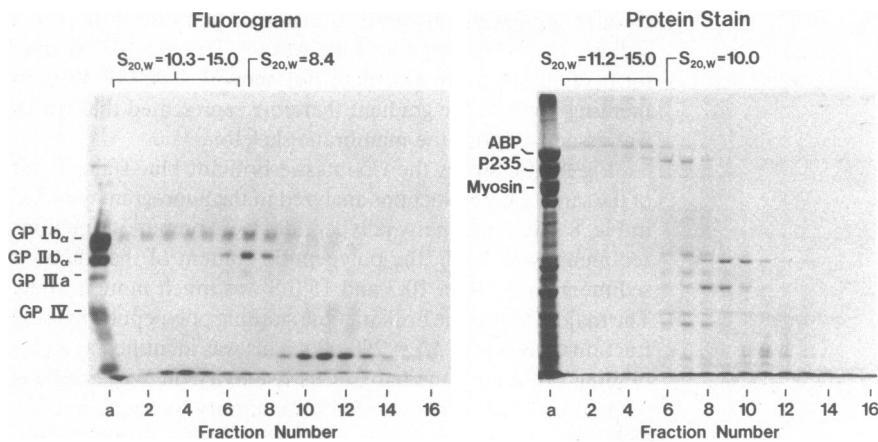 Fluorogram
S20,w=10.3-15.0
S20,w=8.4
GP Ibα
GP IIbα
GP IIIa
GP IV
a 2 4 6 8 10 12 14 16
Fraction Number
Protein Stain
S20,w=11.2-15.0
S20,w=10.0
ABP
P235
Myosin
a 2 4 6 8 10 12 14 16
Fraction Number